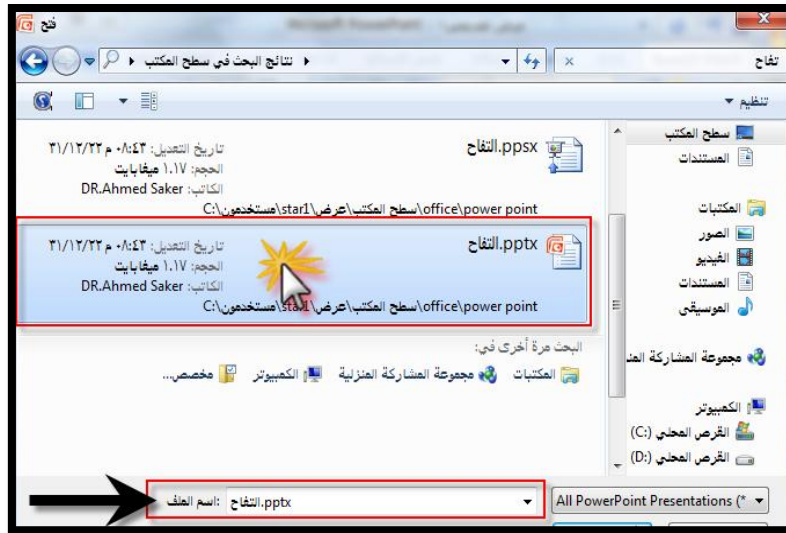 فتح
نتائج البحث في سطح المكتب
تفاح
تنظيم
سطح المكتب
المستندات
المكتبات
الصور
الفيديو
المستندات
الموسيقى
مجموعة المشاركة المنز
الكمبيوتر
القرص المحلي (C:)
القرص المحلي (D:)
التفاح.ppsx
تاريخ التعديل: ٠٨:٤٣ م ٣١/١٢/٢٢
الحجم: ١.١٧ ميغابايت
الكاتب: DR.Ahmed Saker
C:\مستخدمون\star1\سطح المكتب\عرض\office\power point
التفاح.pptx
تاريخ التعديل: ٠٨:٤٣ م ٣١/١٢/٢٢
الحجم: ١.١٧ ميغابايت
الكاتب: DR.Ahmed Saker
C:\مستخدمون\star1\سطح المكتب\عرض\office\power point
البحث مرة أخرى في:
المكتبات مجموعة المشاركة المنزلية الكمبيوتر مخصص...
اسم الملف: التفاح.pptx
All PowerPoint Presentations (*